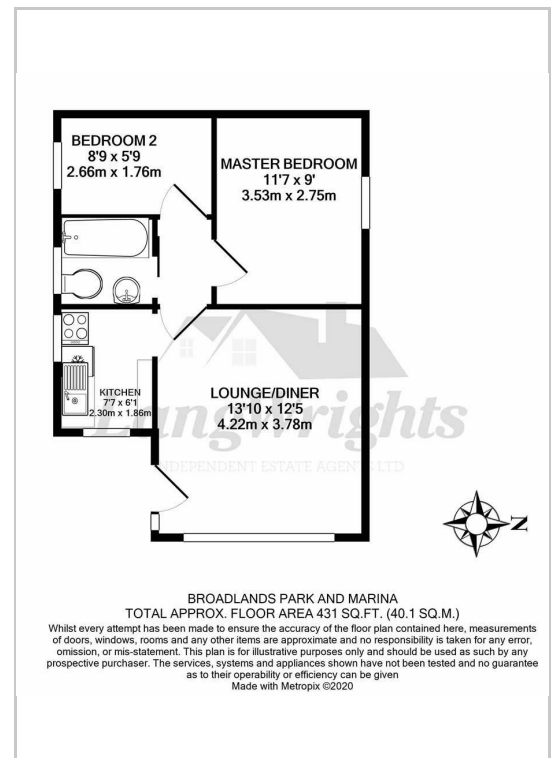 BEDROOM 2
8'9 x 5'9
2.66m x 1.76m
MASTER BEDROOM
11'7 x 9'
3.53m x 2.75m
KITCHEN
7'7 x 6'1
2.30m x 1.86m
LOUNGE/DINER
13'10 x 12'5
4.22m x 3.78m
LangWrights
INDEPENDENT ESTATE AGENTS LTD
N
BROADLANDS PARK AND MARINA
TOTAL APPROX. FLOOR AREA 431 SQ.FT. (40.1 SQ.M.)
Whilst every attempt has been made to ensure the accuracy of the floor plan contained here, measurements
of doors, windows, rooms and any other items are approximate and no responsibility is taken for any error,
omission, or mis-statement. This plan is for illustrative purposes only and should be used as such by any
prospective purchaser. The services, systems and appliances shown have not been tested and no guarantee
as to their operability or efficiency can be given
Made with Metropix ©2020